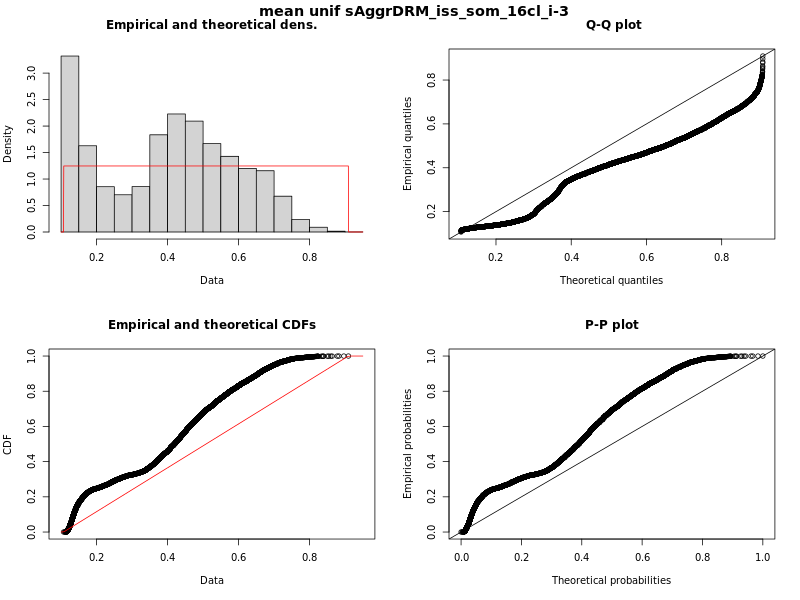 mean unif sAggrDRM_iss_som_16cl_i-3
Empirical and theoretical dens.
Density
0.0 0.5 1.0 1.5 2.0 2.5 3.0
0.2 0.4 0.6 0.8
Data
Q-Q plot
Empirical quantiles
0.2 0.4 0.6 0.8
0.2 0.4 0.6 0.8
Theoretical quantiles
Empirical and theoretical CDFs
CDF
0.0 0.2 0.4 0.6 0.8 1.0
0.2 0.4 0.6 0.8
Data
P-P plot
Empirical probabilities
0.0 0.2 0.4 0.6 0.8 1.0
0.0 0.2 0.4 0.6 0.8 1.0
Theoretical probabilities